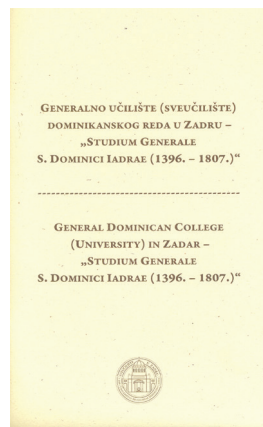 GENERALNO UČILIŠTE (SVEUČILIŠTE)
DOMINIKANSKOG REDA U ZADRU –
„STUDIUM GENERALE
S. DOMINICI IADRAE (1396. – 1807.)“
GENERAL DOMINICAN COLLEGE
(UNIVERSITY) IN ZADAR –
„STUDIUM GENERALE
S. DOMINICI IADRAE (1396. – 1807.)“